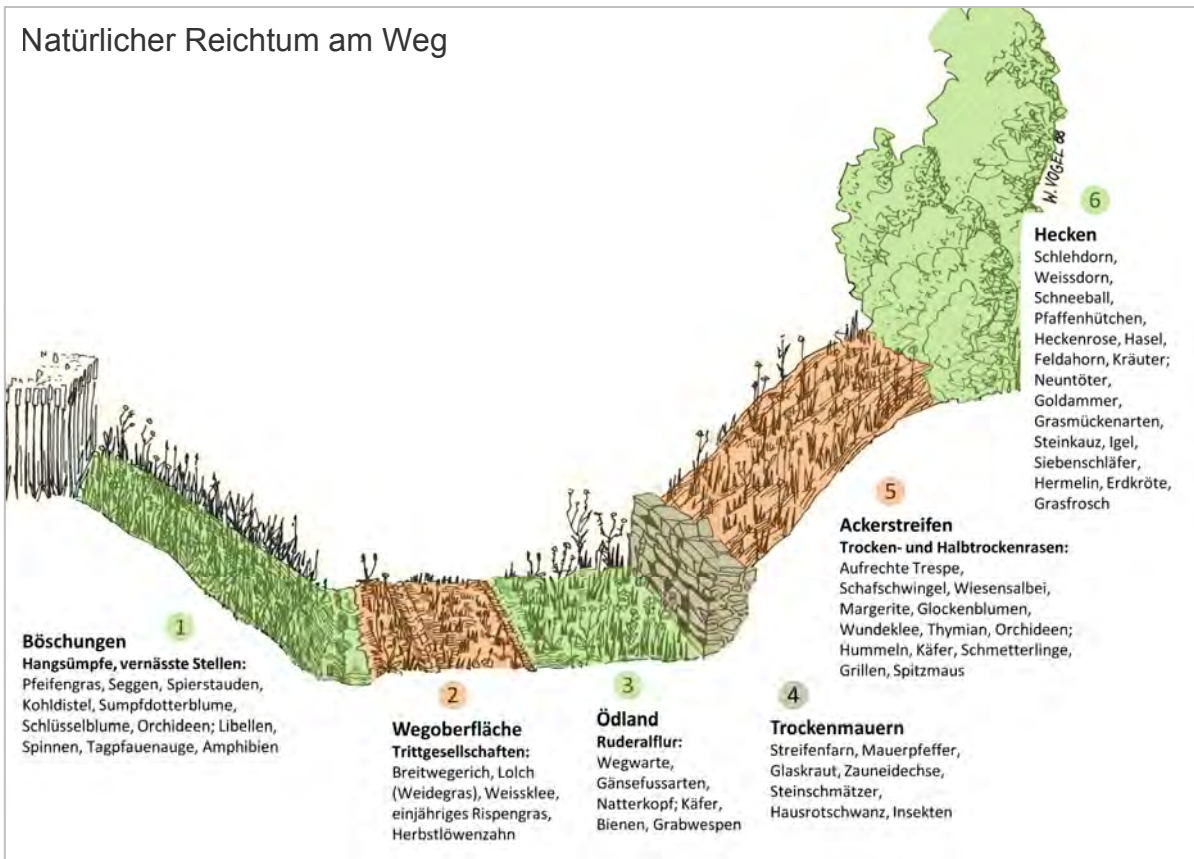 Natürlicher Reichtum am Weg
W. VOGEL 88
6
Hecken
Schlehdorn,
Weissdorn,
Schneeball,
Pfaffenhütchen,
Heckenrose, Hasel,
Feldahorn, Kräuter;
Neuntöter,
Goldammer,
Grasmückenarten,
Steinkauz, Igel,
Siebenschläfer,
Hermelin, Erdkröte,
Grasfrosch
5
Ackerstreifen
Trocken- und Halbtrockenrasen:
Aufrechte Trespe,
Schafschwingel, Wiesensalbei,
Margerite, Glockenblumen,
Wundeklee, Thymian, Orchideen;
Hummeln, Käfer, Schmetterlinge,
Grillen, Spitzmaus
1
Böschungen
Hangsümpfe, vernässte Stellen:
Pfeifengras, Seggen, Spierstauden,
Kohldistel, Sumpfdotterblume,
Schlüsselblume, Orchideen; Libellen,
Spinnen, Tagpfauenauge, Amphibien
2
Wegoberfläche
Trittgesellschaften:
Breitwegerich, Lolch
(Weidegras), Weissklee,
einjähriges Rispengras,
Herbstlöwenzahn
3
Ödland
Ruderalflur:
Wegwarte,
Gänsefussarten,
Natterkopf; Käfer,
Bienen, Grabwespen
4
Trockenmauern
Streifenfarn, Mauerpfeffer,
Glaskraut, Zauneidechse,
Steinschmätzer,
Hausrotschwanz, Insekten